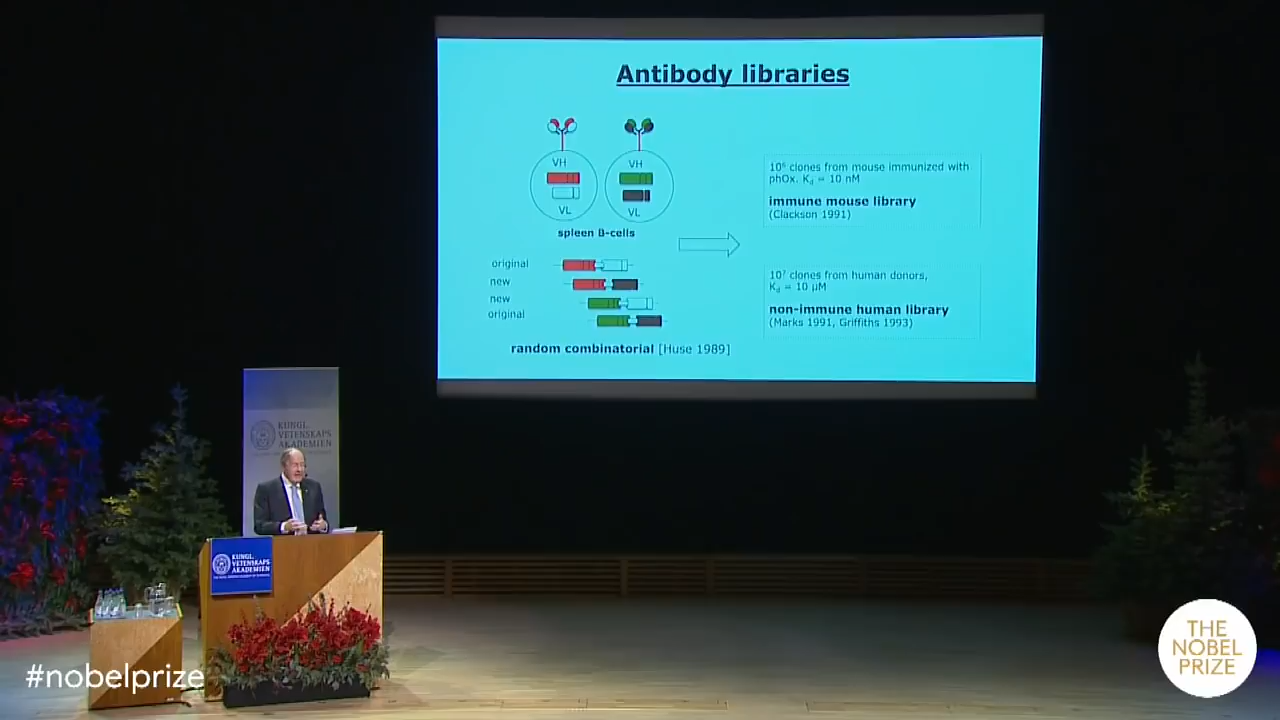 Antibody libraries
VH
VH
VL
VL
spleen B-cells
original
new
new
original
random combinatorial [Huse 1989]
10⁶ clones from mouse immunized with
phOx. Kd = 10 nM
immune mouse library
(Clackson 1991)
10⁷ clones from human donors,
Kd = 10 µM
non-immune human library
(Marks 1991, Griffiths 1993)
KUNGL.
VETENSKAPS
AKADEMIEN
KUNGL.
VETENSKAPS
AKADEMIEN
#nobelprize
THE
NOBEL
PRIZE